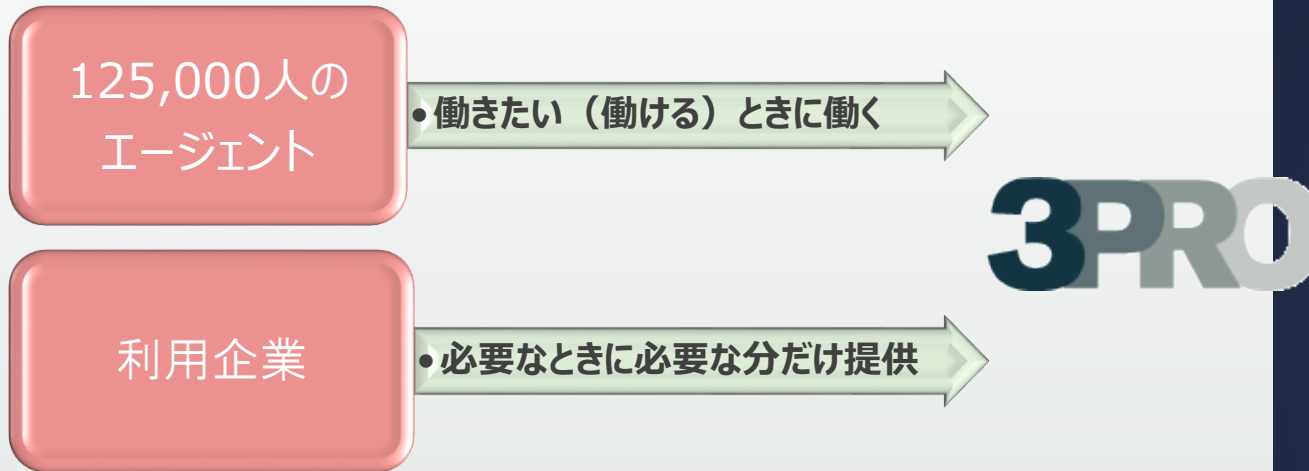 125,000人の
エージェント
•働きたい（働ける）ときに働く
3PRO
利用企業
•必要なときに必要な分だけ提供